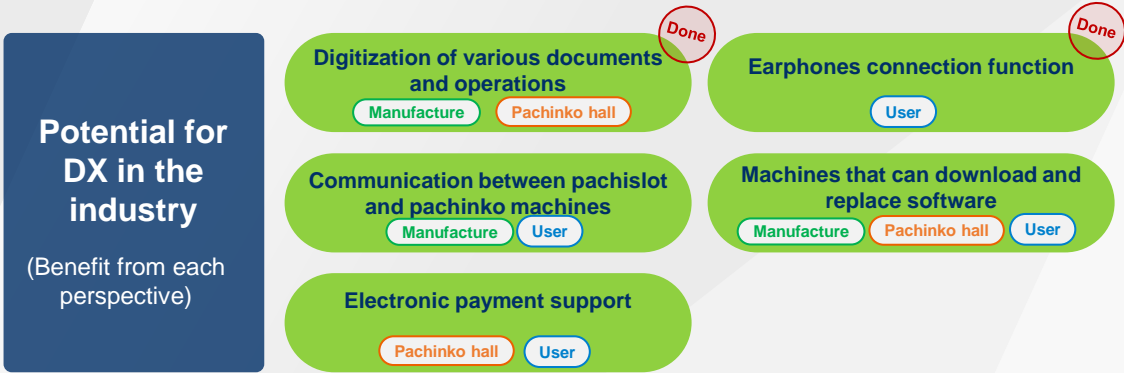 Potential for
DX in the
industry
(Benefit from each
perspective)
Done
Digitization of various documents
and operations
Manufacture
Pachinko hall
Done
Earphones connection function
User
Communication between pachislot
and pachinko machines
Manufacture
User
Machines that can download and
replace software
Manufacture
Pachinko hall
User
Electronic payment support
Pachinko hall
User